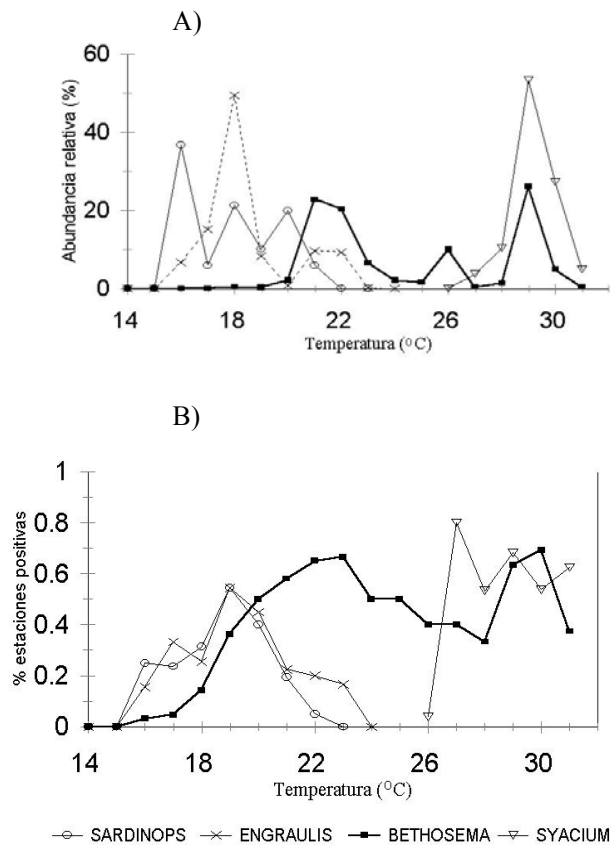 A)
Abundancia relativa (%)
60
40
20
0
14 18 22 26 30
Temperatura (°C)
B)
% estaciones positivas
1
0.8
0.6
0.4
0.2
0
14 18 22 26 30
Temperatura (°C)
SARDINOPS ENGRAULIS BETHOSEMA SYACIUM